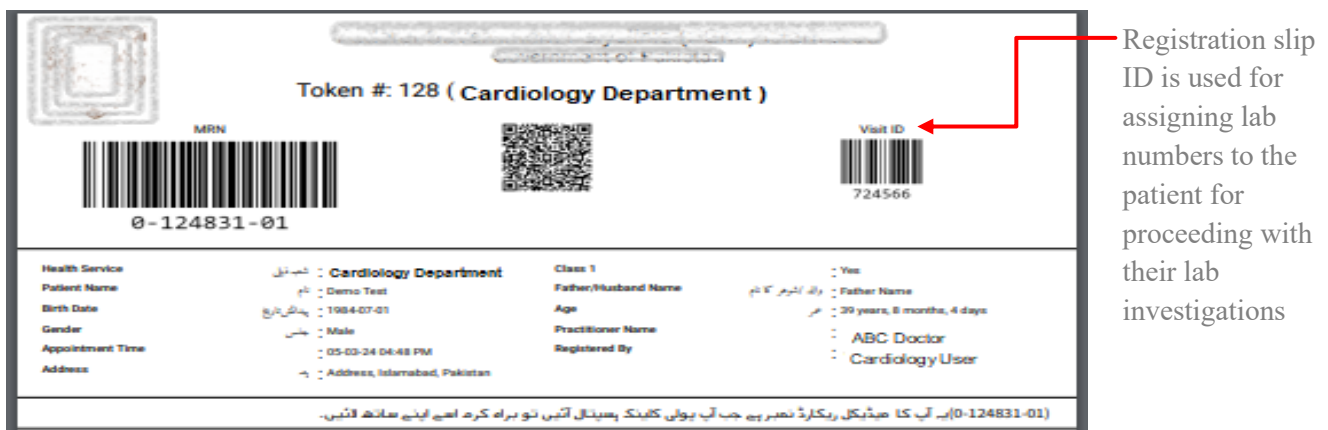 Token #: 128 ( Cardiology Department )
MRN
0-124831-01
Visit ID
724566
Registration slip
ID is used for
assigning lab
numbers to the
patient for
proceeding with
their lab
investigations
Health Service : Cardiology Department Class 1 : Yes
Patient Name نام : Demo Test Father/Husband Name والد /شوہر کا نام : Father Name
Birth Date پیدائش تاریخ : 1984-07-01 Age عمر : 39 years, 8 months, 4 days
Gender جنس : Male Practitioner Name : ABC Doctor
Appointment Time : 05-03-24 04:48 PM Registered By : Cardiology User
Address پتہ : Address, Islamabad, Pakistan
(0-124831-01)یہ آپ کا میڈیکل ریکارڈ نمبر ہے جب آپ پولی کلینک ہسپتال آئیں تو براہ کرم اسے اپنے ساتھ لائیں۔